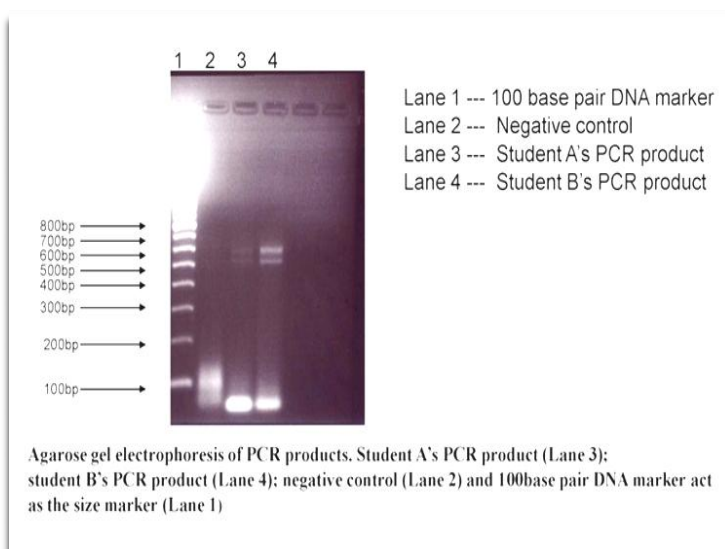 1 2 3 4
Lane 1 --- 100 base pair DNA marker
Lane 2 --- Negative control
Lane 3 --- Student A's PCR product
Lane 4 --- Student B's PCR product
800bp
700bp
600bp
500bp
400bp
300bp
200bp
100bp
Agarose gel electrophoresis of PCR products. Student A's PCR product (Lane 3);
student B's PCR product (Lane 4); negative control (Lane 2) and 100base pair DNA marker act
as the size marker (Lane 1)